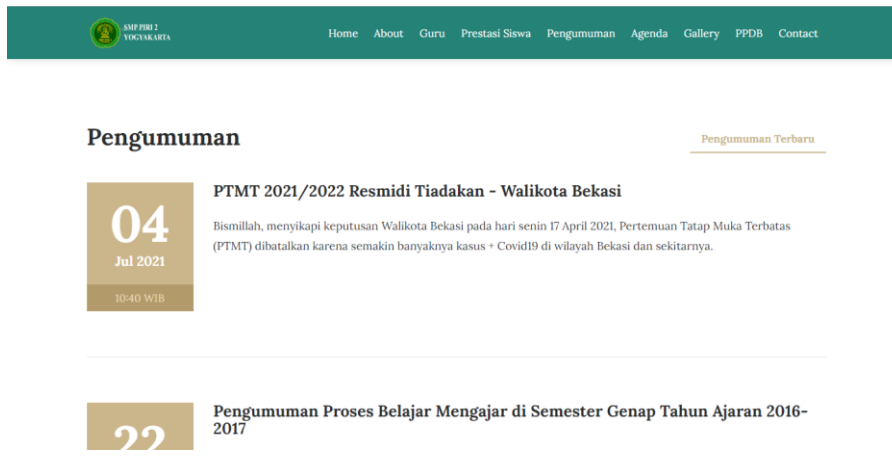 SMP PIRI 2
YOGYAKARTA
Home About Guru Prestasi Siswa Pengumuman Agenda Gallery PPDB Contact
Pengumuman
Pengumuman Terbaru
04
Jul 2021
10:40 WIB
PTMT 2021/2022 Resmidi Tiadakan - Walikota Bekasi
Bismillah, menyikapi keputusan Walikota Bekasi pada hari senin 17 April 2021, Pertemuan Tatap Muka Terbatas
(PTMT) dibatalkan karena semakin banyaknya kasus + Covid19 di wilayah Bekasi dan sekitarnya.
22
Pengumuman Proses Belajar Mengajar di Semester Genap Tahun Ajaran 2016-
2017